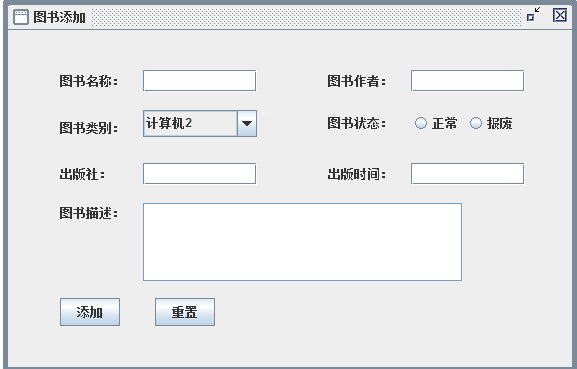 图书添加
图书名称： 图书作者：
图书类别： 计算机2 图书状态： 正常 报废
出版社： 出版时间：
图书描述：
添加 重置